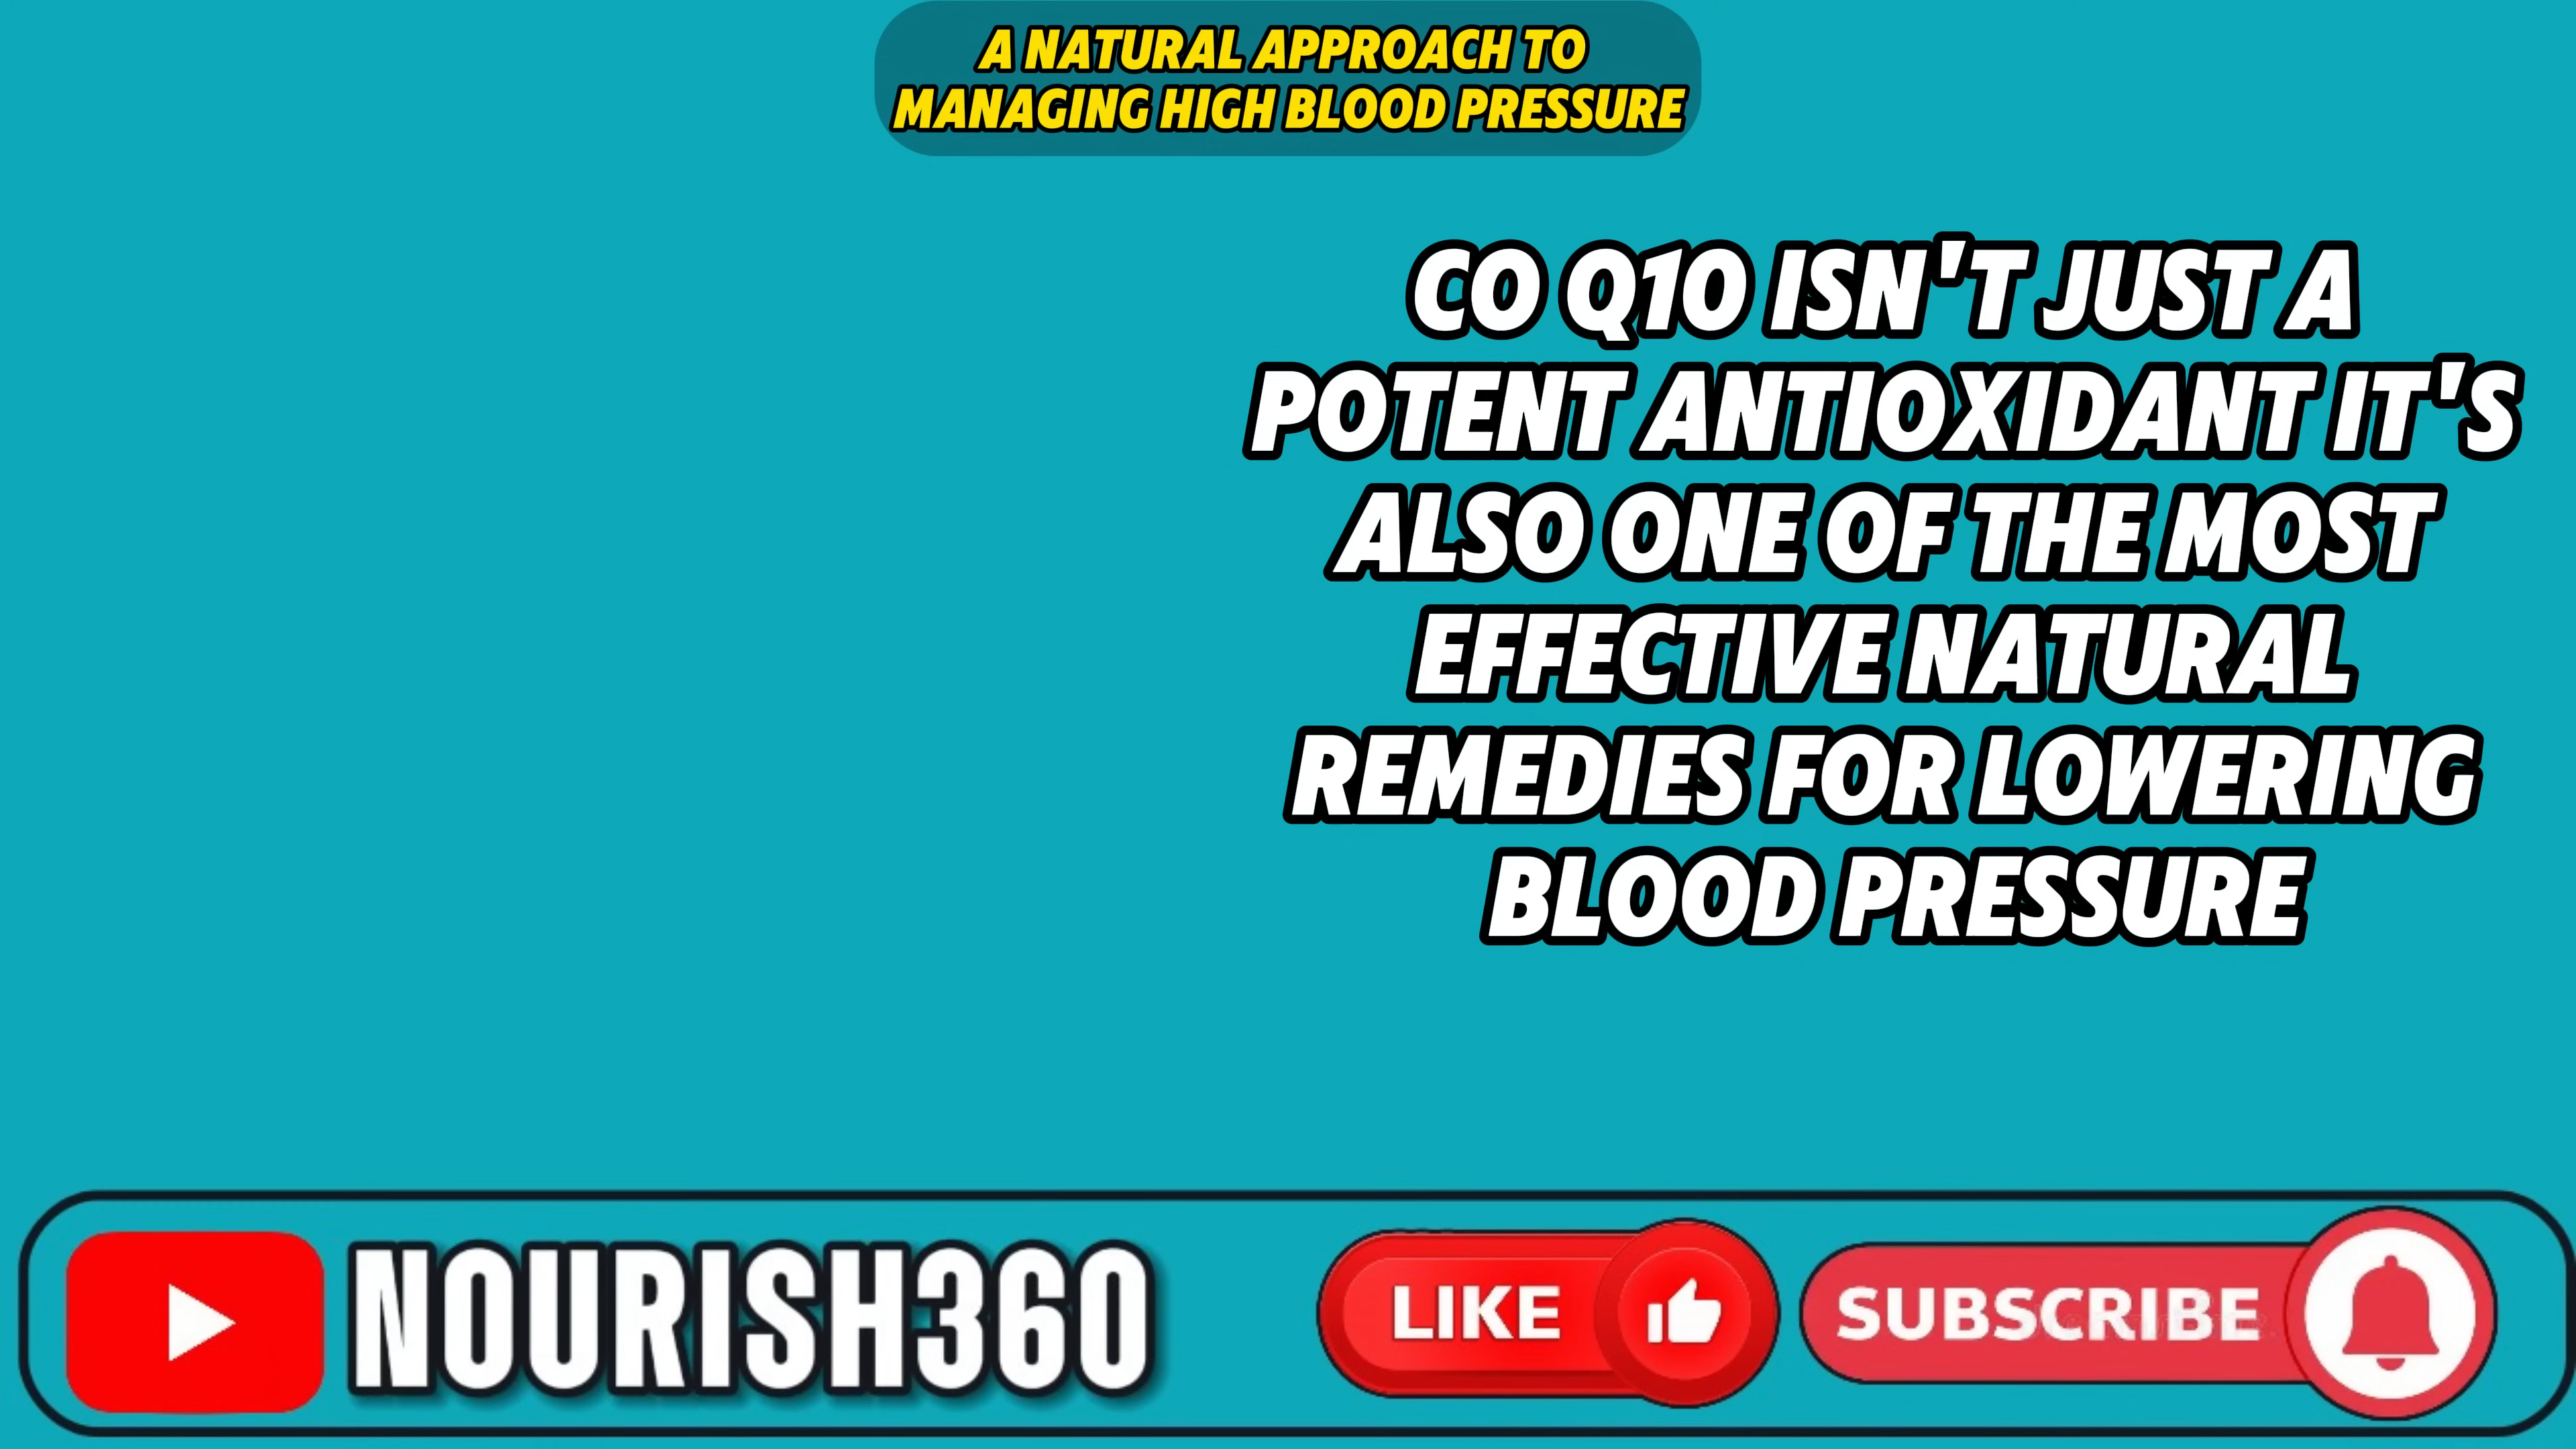 A NATURAL APPROACH TO
MANAGING HIGH BLOOD PRESSURE
CO Q10 ISN'T JUST A
POTENT ANTIOXIDANT IT'S
ALSO ONE OF THE MOST
EFFECTIVE NATURAL
REMEDIES FOR LOWERING
BLOOD PRESSURE
NOURISH360
LIKE
SUBSCRIBE